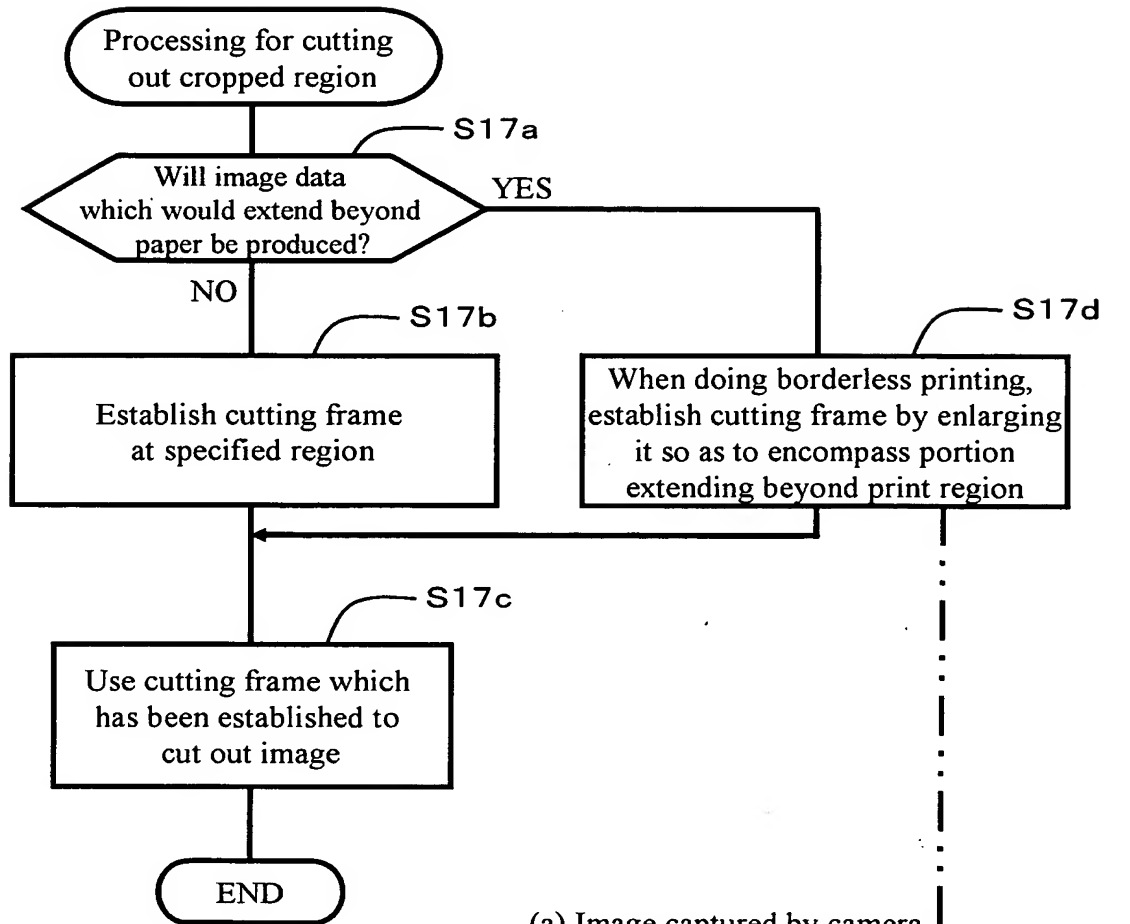 Processing for cutting
out cropped region
S17a
Will image data
which would extend beyond
paper be produced?
YES
NO
S17b
S17d
Establish cutting frame
at specified region
When doing borderless printing,
establish cutting frame by enlarging
it so as to encompass portion
extending beyond print region
S17c
Use cutting frame which
has been established to
cut out image
END
(a) Image captured by camera